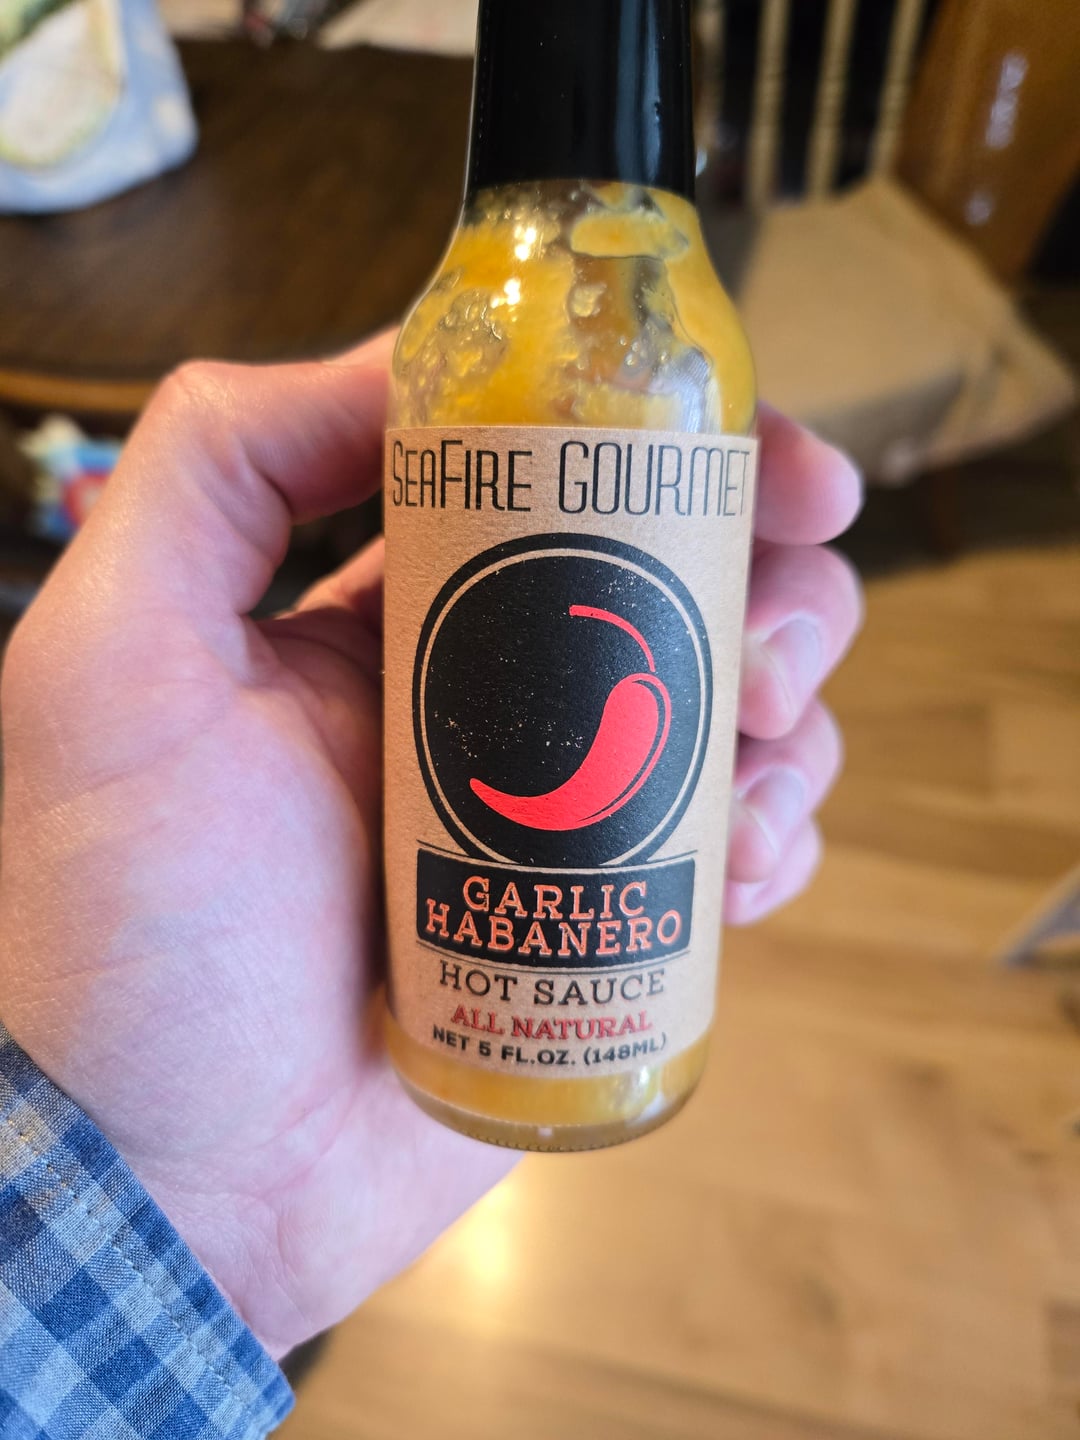 SEAFIRE GOURMET
GARLIC
HABANERO
HOT SAUCE
ALL NATURAL
NET 5 FL.OZ. (148ML)